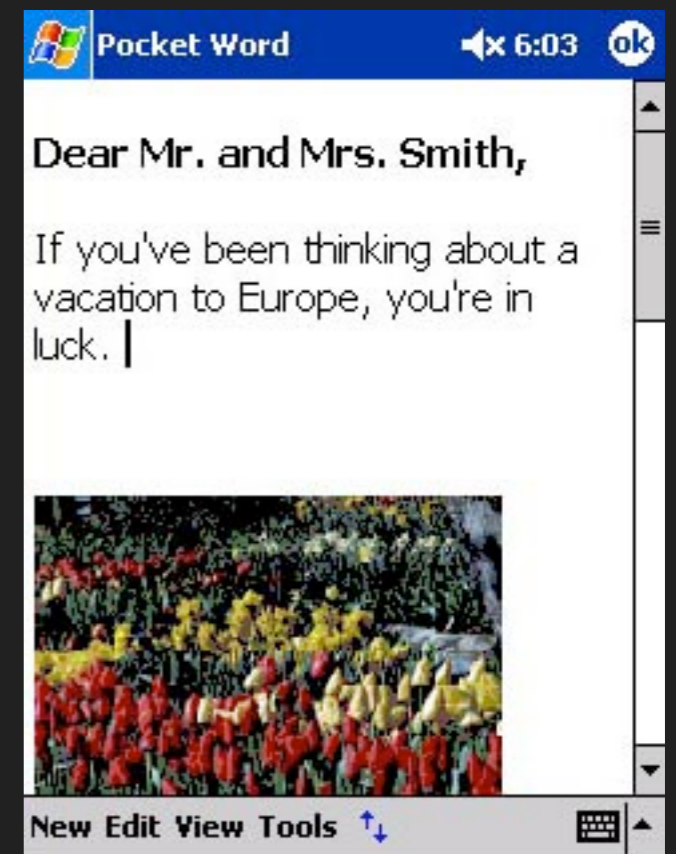 Pocket Word 6:03 ok
Dear Mr. and Mrs. Smith,
If you've been thinking about a
vacation to Europe, you're in
luck.
New Edit View Tools